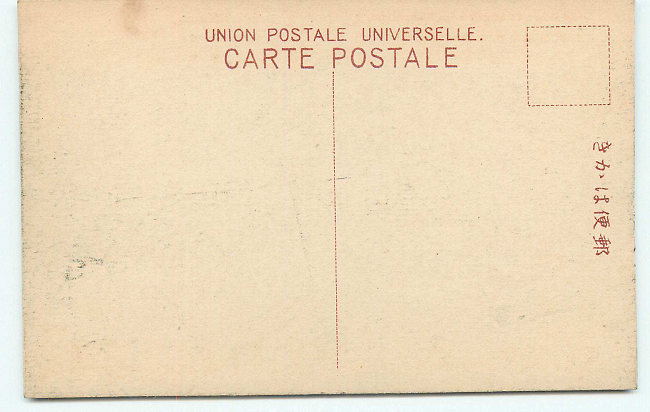 UNION POSTALE UNIVERSELLE.
CARTE POSTALE
郵便はかき